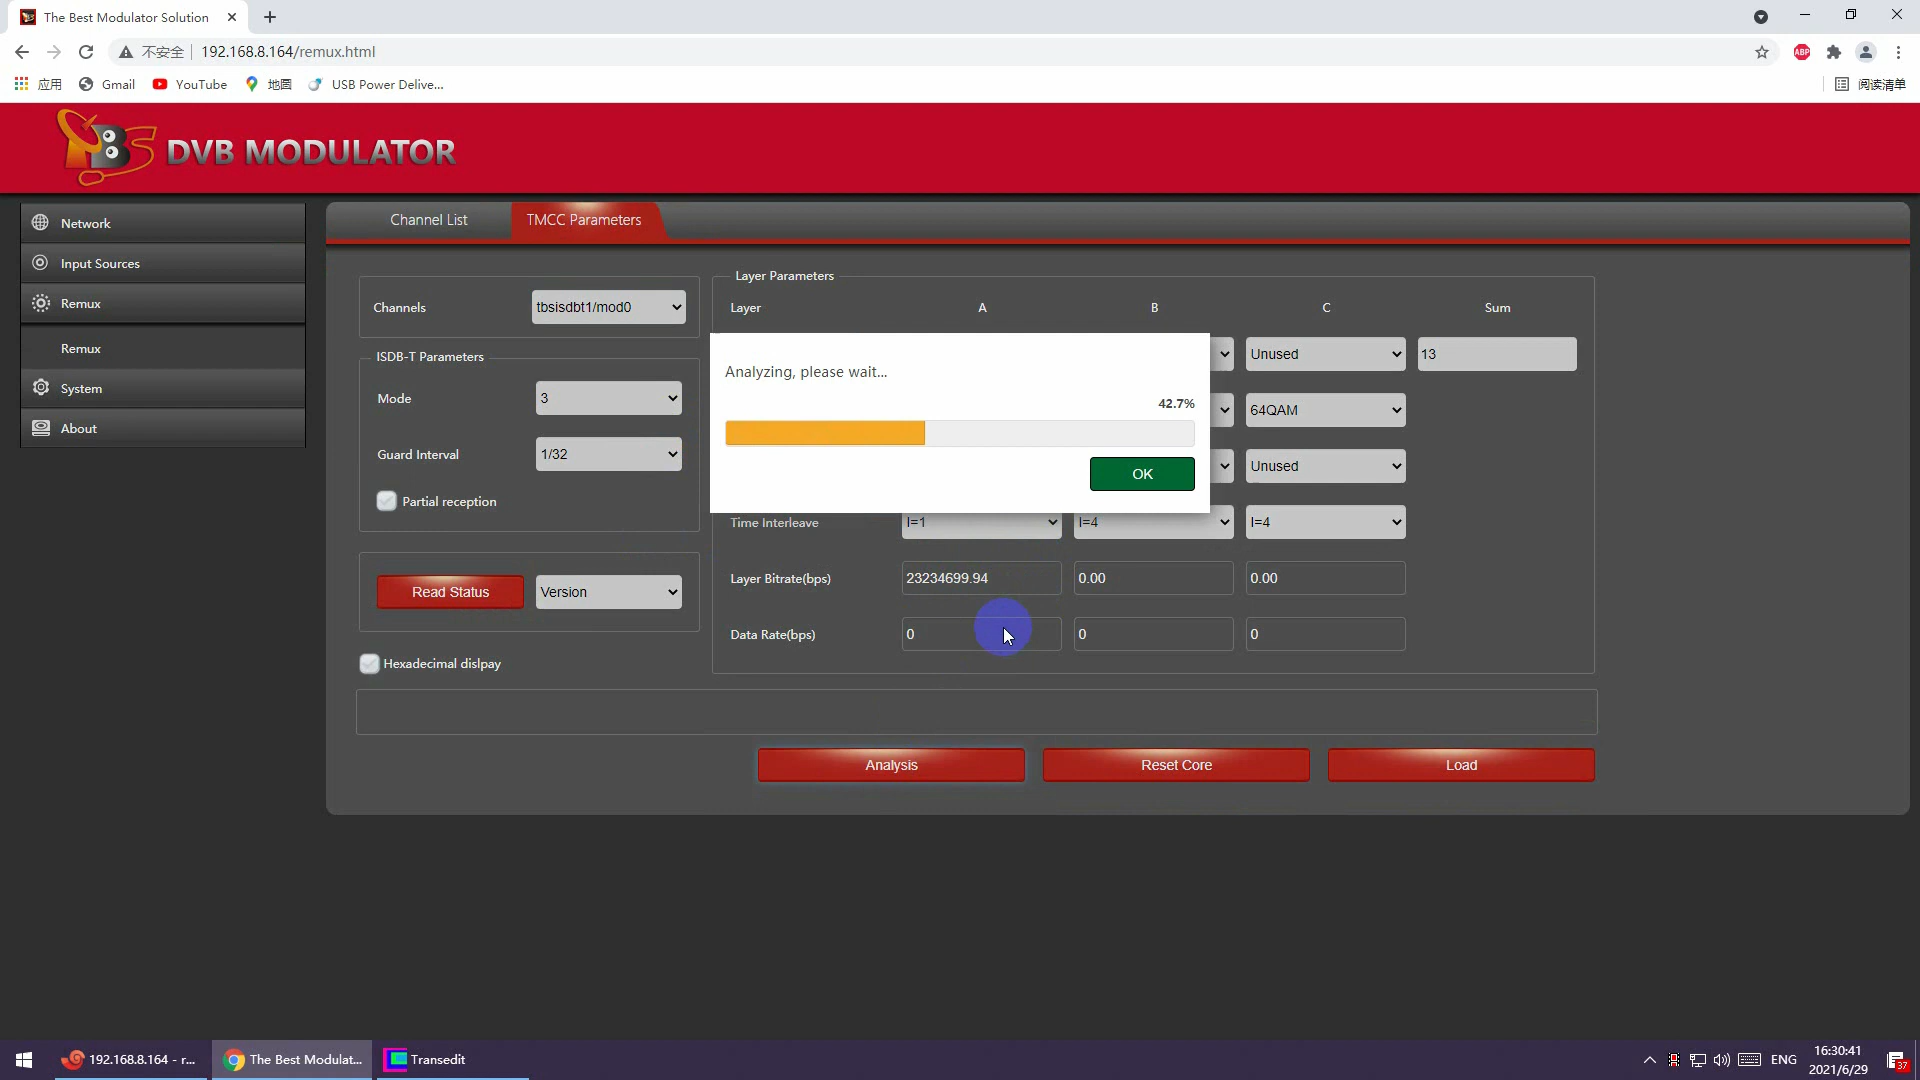 The Best Modulator Solution
不安全 192.168.8.164/remux.html
ABP
应用 Gmail YouTube 地图 USB Power Delive... 阅读清单
TBS DVB MODULATOR
Network
Input Sources
Remux
Remux
System
About
Channel List TMCC Parameters
Channels tbsisdbt1/mod0
ISDB-T Parameters
Mode 3
Guard Interval 1/32
Partial reception
Read Status Version
Hexadecimal dislpay
Layer Parameters
Layer A B C Sum
Unused 13
64QAM
Unused
Time Interleave I=1 I=4 I=4
Layer Bitrate(bps) 23234699.94 0.00 0.00
Data Rate(bps) 0 0 0
Analyzing, please wait...
42.7%
OK
Analysis Reset Core Load
192.168.8.164 - r... The Best Modulat... Transedit
ENG 16:30:41
2021/6/29
37